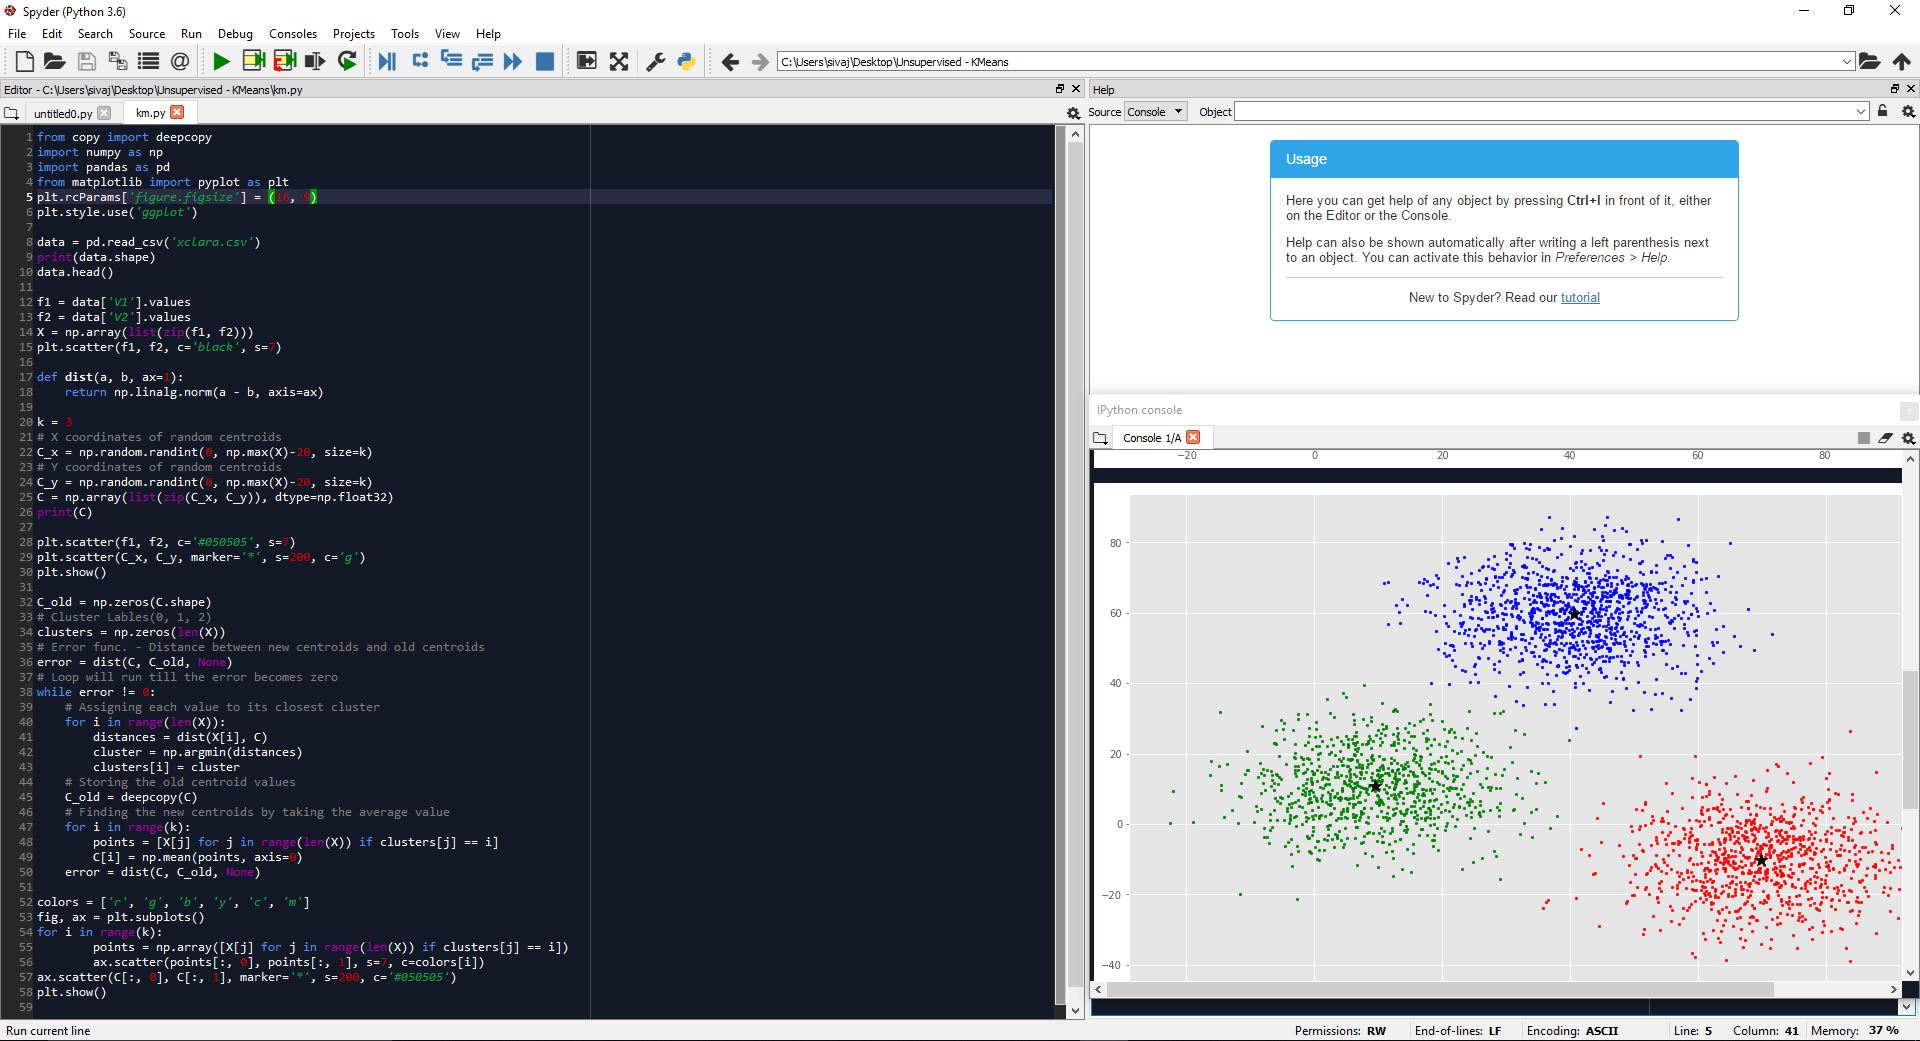 Spyder (Python 3.6)
File Edit Search Source Run Debug Consoles Projects Tools View Help
C:\Users\sivaj\Desktop\Unsupervised - KMeans
Editor - C:\Users\sivaj\Desktop\Unsupervised - KMeans\km.py
untitled0.py km.py
1 from copy import deepcopy
2 import numpy as np
3 import pandas as pd
4 from matplotlib import pyplot as plt
5 plt.rcParams['figure.figsize'] = (16, 9)
6 plt.style.use('ggplot')
7
8 data = pd.read_csv('xclara.csv')
9 print(data.shape)
10 data.head()
11
12 f1 = data['V1'].values
13 f2 = data['V2'].values
14 X = np.array(list(zip(f1, f2)))
15 plt.scatter(f1, f2, c='black', s=7)
16
17 def dist(a, b, ax=1):
18     return np.linalg.norm(a - b, axis=ax)
19
20 k = 3
21 # X coordinates of random centroids
22 C_x = np.random.randint(0, np.max(X)-20, size=k)
23 # Y coordinates of random centroids
24 C_y = np.random.randint(0, np.max(X)-20, size=k)
25 C = np.array(list(zip(C_x, C_y)), dtype=np.float32)
26 print(C)
27
28 plt.scatter(f1, f2, c='#050505', s=7)
29 plt.scatter(C_x, C_y, marker='*', s=200, c='g')
30 plt.show()
31
32 C_old = np.zeros(C.shape)
33 # Cluster Lables(0, 1, 2)
34 clusters = np.zeros(len(X))
35 # Error func. - Distance between new centroids and old centroids
36 error = dist(C, C_old, None)
37 # Loop will run till the error becomes zero
38 while error != 0:
39     # Assigning each value to its closest cluster
40     for i in range(len(X)):
41         distances = dist(X[i], C)
42         cluster = np.argmin(distances)
43         clusters[i] = cluster
44     # Storing the old centroid values
45     C_old = deepcopy(C)
46     # Finding the new centroids by taking the average value
47     for i in range(k):
48         points = [X[j] for j in range(len(X)) if clusters[j] == i]
49         C[i] = np.mean(points, axis=0)
50     error = dist(C, C_old, None)
51
52 colors = ['r', 'g', 'b', 'y', 'c', 'm']
53 fig, ax = plt.subplots()
54 for i in range(k):
55         points = np.array([X[j] for j in range(len(X)) if clusters[j] == i])
56         ax.scatter(points[:, 0], points[:, 1], s=7, c=colors[i])
57 ax.scatter(C[:, 0], C[:, 1], marker='*', s=200, c='#050505')
58 plt.show()
59
Help
Source Console Object
Usage
Here you can get help of any object by pressing Ctrl+I in front of it, either
on the Editor or the Console.
Help can also be shown automatically after writing a left parenthesis next
to an object. You can activate this behavior in Preferences > Help.
New to Spyder? Read our tutorial
IPython console
Console 1/A
−20 0 20 40 60 80
80
60
40
20
0
−20
−40
Run current line
Permissions: RW End-of-lines: LF Encoding: ASCII Line: 5 Column: 41 Memory: 37 %